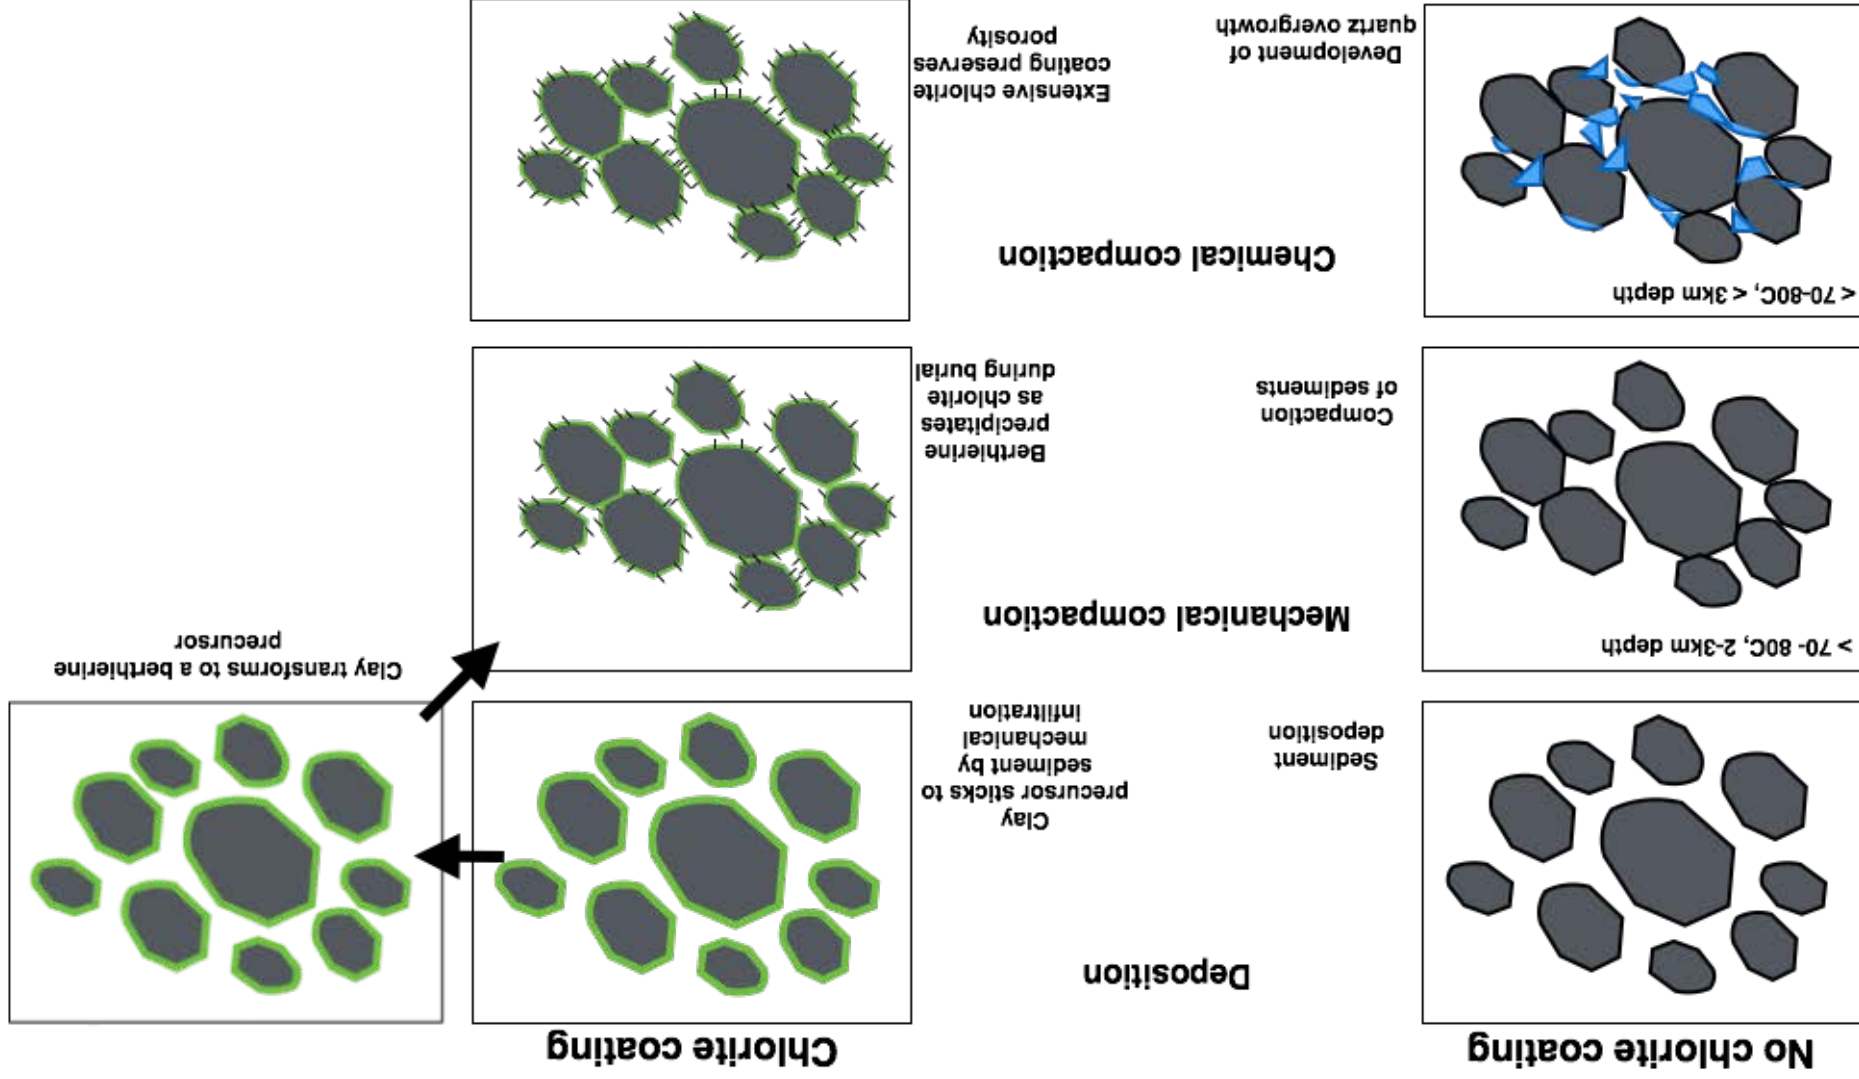 No chlorite coating
Chlorite coating
Deposition
Sediment
deposition
Clay
precursor sticks to
sediment by
mechanical
infiltration
Clay transforms to a berthierine
precursor
> 70- 80C, 2-3km depth
Mechanical compaction
Compaction
of sediments
Berthierine
precipitates
as chlorite
during burial
< 70-80C, < 3km depth
Chemical compaction
Development of
quartz overgrowth
Extensive chlorite
coating preserves
porosity